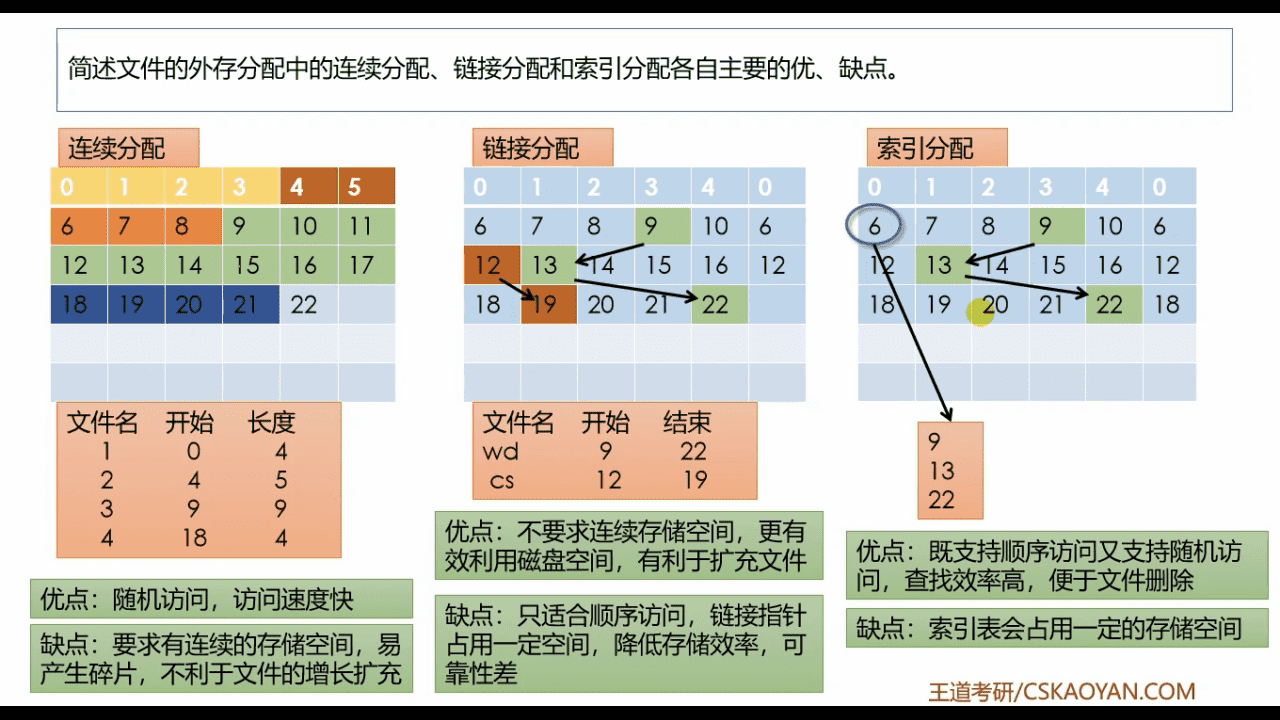 简述文件的外存分配中的连续分配、链接分配和索引分配各自主要的优、缺点。
连续分配
0 1 2 3 4 5
6 7 8 9 10 11
12 13 14 15 16 17
18 19 20 21 22
文件名 开始 长度
1 0 4
2 4 5
3 9 9
4 18 4
优点：随机访问，访问速度快
缺点：要求有连续的存储空间，易
产生碎片，不利于文件的增长扩充
链接分配
0 1 2 3 4 0
6 7 8 9 10 6
12 13 14 15 16 12
18 19 20 21 22
文件名 开始 结束
wd 9 22
cs 12 19
优点：不要求连续存储空间，更有
效利用磁盘空间，有利于扩充文件
缺点：只适合顺序访问，链接指针
占用一定空间，降低存储效率，可
靠性差
索引分配
0 1 2 3 4 0
6 7 8 9 10 6
12 13 14 15 16 12
18 19 20 21 22 18
9
13
22
优点：既支持顺序访问又支持随机访
问，查找效率高，便于文件删除
缺点：索引表会占用一定的存储空间
王道考研/CSKAOYAN.COM